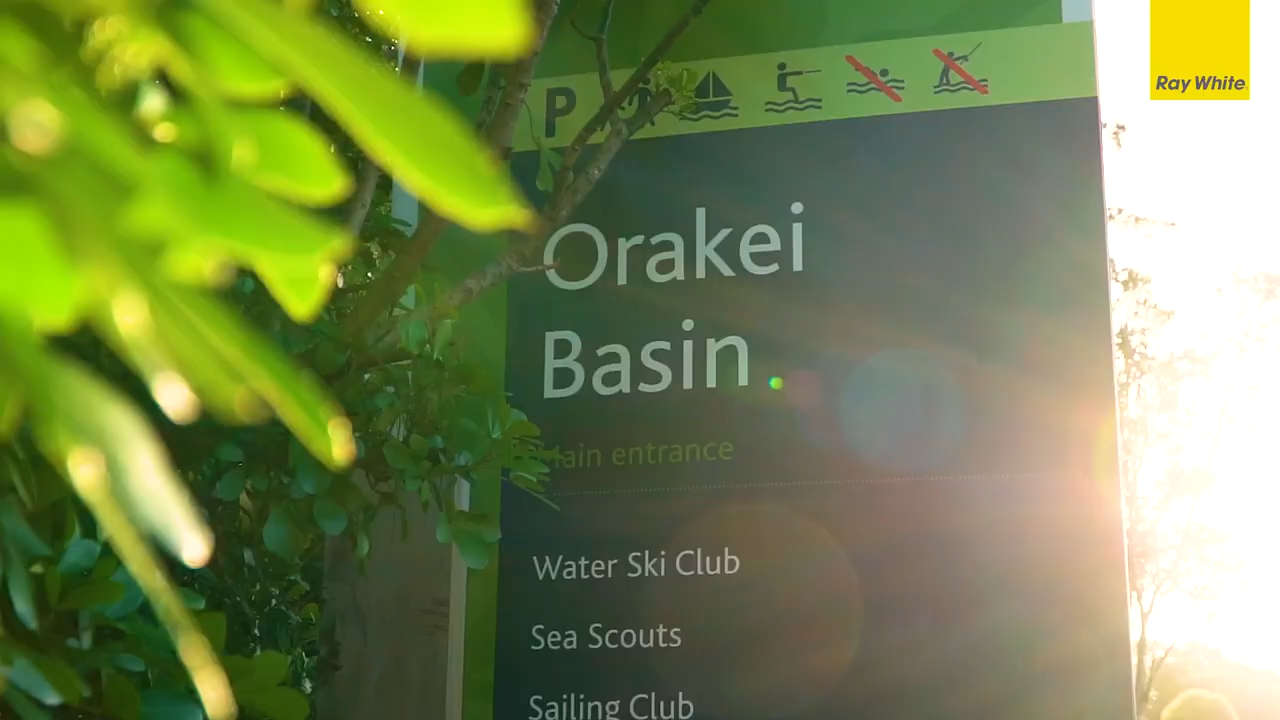 Ray White
P
Orakei
Basin
Main entrance
Water Ski Club
Sea Scouts
Sailing Club